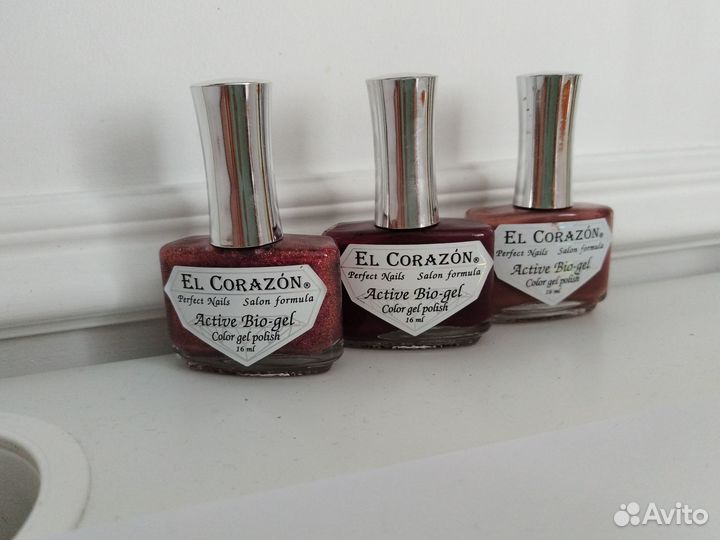 EL CORAZÓN®
Perfect Nails Salon formula
Active Bio-gel
Color gel polish
16 ml
EL CORAZÓN®
Perfect Nails Salon formula
Active Bio-gel
Color gel polish
16 ml
EL CORAZÓN®
Perfect Nails Salon formula
Active Bio-gel
Color gel polish
16 ml
Avito